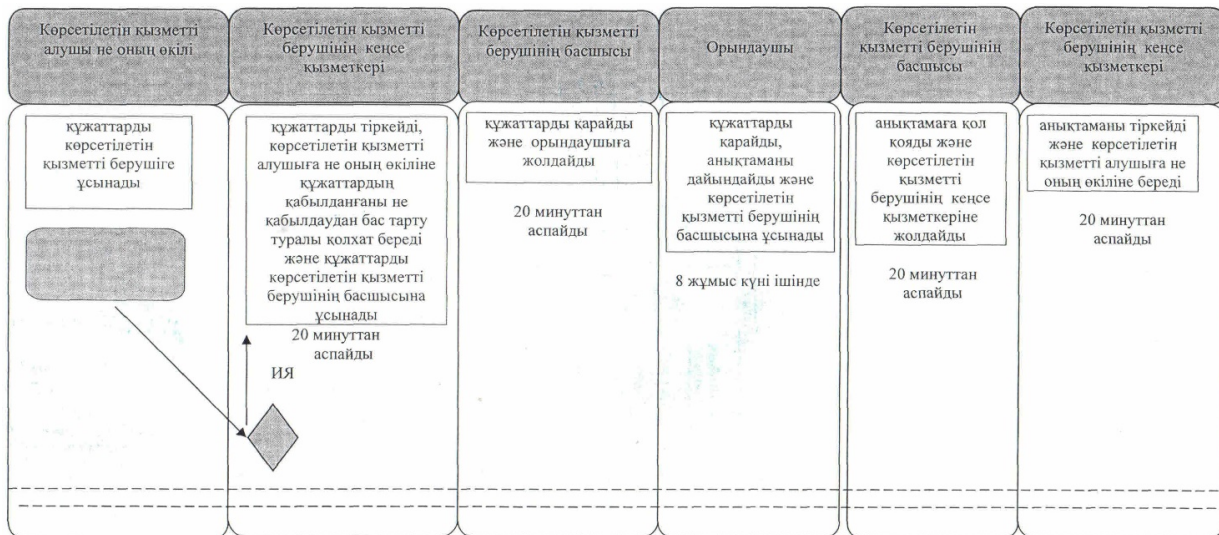 Көрсетілетін қызметті
алушы не оның өкілі
Көрсетілетін қызметті
берушінің кеңсе
қызметкері
Көрсетілетін қызметті
берушінің басшысы
Орындаушы
Көрсетілетін
қызметті берушінің
басшысы
Көрсетілетін қызметті
берушінің кеңсе
қызметкері
құжаттарды
көрсетілетін
қызметті берушіге
ұсынады
құжаттарды тіркейді,
көрсетілетін қызметті
алушыға не оның өкіліне
құжаттардың
қабылданғаны не
қабылдаудан бас тарту
туралы қолхат береді
және құжаттарды
көрсетілетін қызметті
берушінің басшысына
ұсынады
20 минуттан
аспайды
ИЯ
құжаттарды қарайды
және орындаушыға
жолдайды
20 минуттан
аспайды
құжаттарды
қарайды,
анықтаманы
дайындайды және
көрсетілетін
қызметті берушінің
басшысына ұсынады
8 жұмыс күні ішінде
анықтамаға қол
қояды және
көрсетілетін
қызметті
берушінің кеңсе
қызметкеріне
жолдайды
20 минуттан
аспайды
анықтаманы тіркейді
және көрсетілетін
қызметті алушыға не
оның өкіліне береді
20 минуттан
аспайды